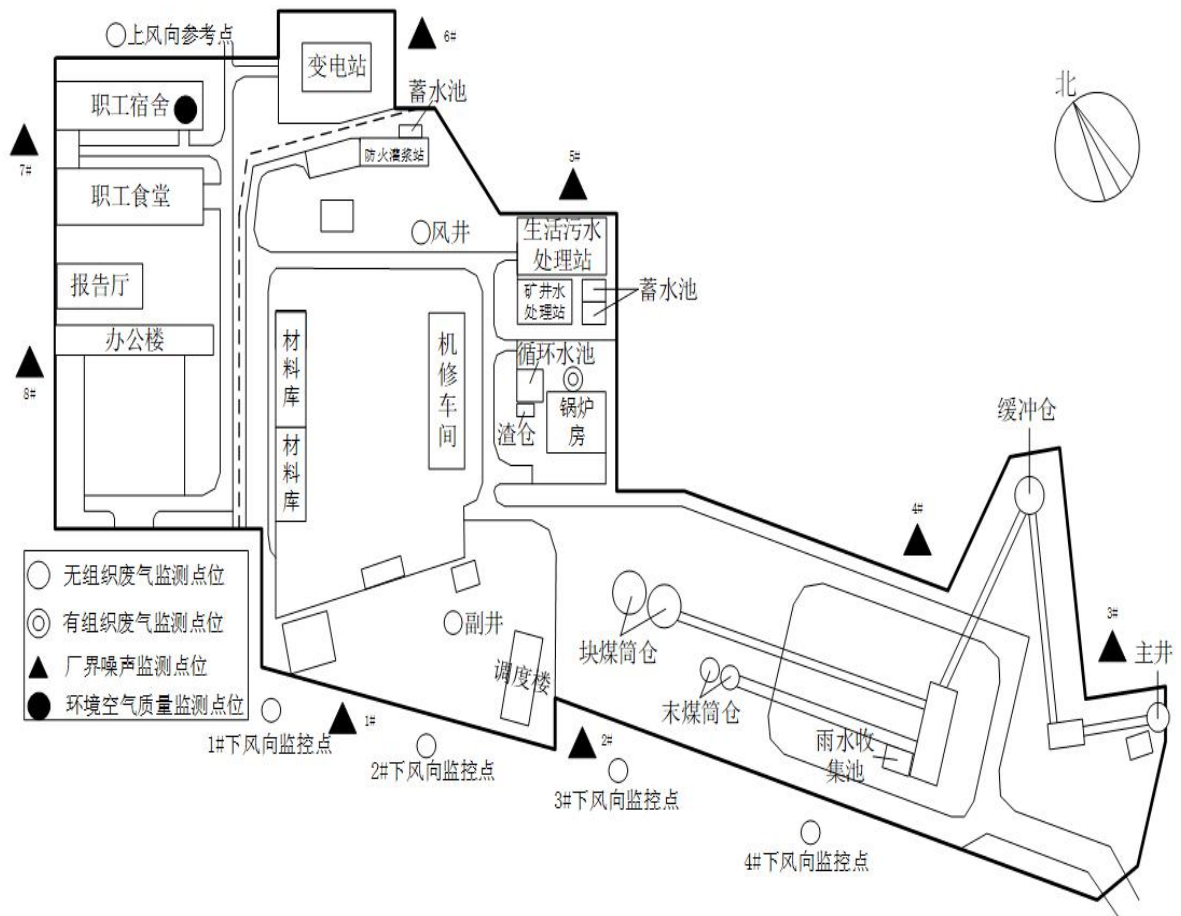 上风向参考点
6#
变电站
北
蓄水池
职工宿舍
7#
防火灌浆站
5#
职工食堂
风井
生活污水
处理站
报告厅
矿井水
处理站
蓄水池
办公楼
8#
材料库
机修车间
循环水池
锅炉
房
渣仓
材料库
缓冲仓
4#
无组织废气监测点位
有组织废气监测点位
厂界噪声监测点位
环境空气质量监测点位
副井
块煤筒仓
3#
主井
调度楼
末煤筒仓
雨水收
集池
1#
1#下风向监控点
2#下风向监控点
2#
3#下风向监控点
4#下风向监控点